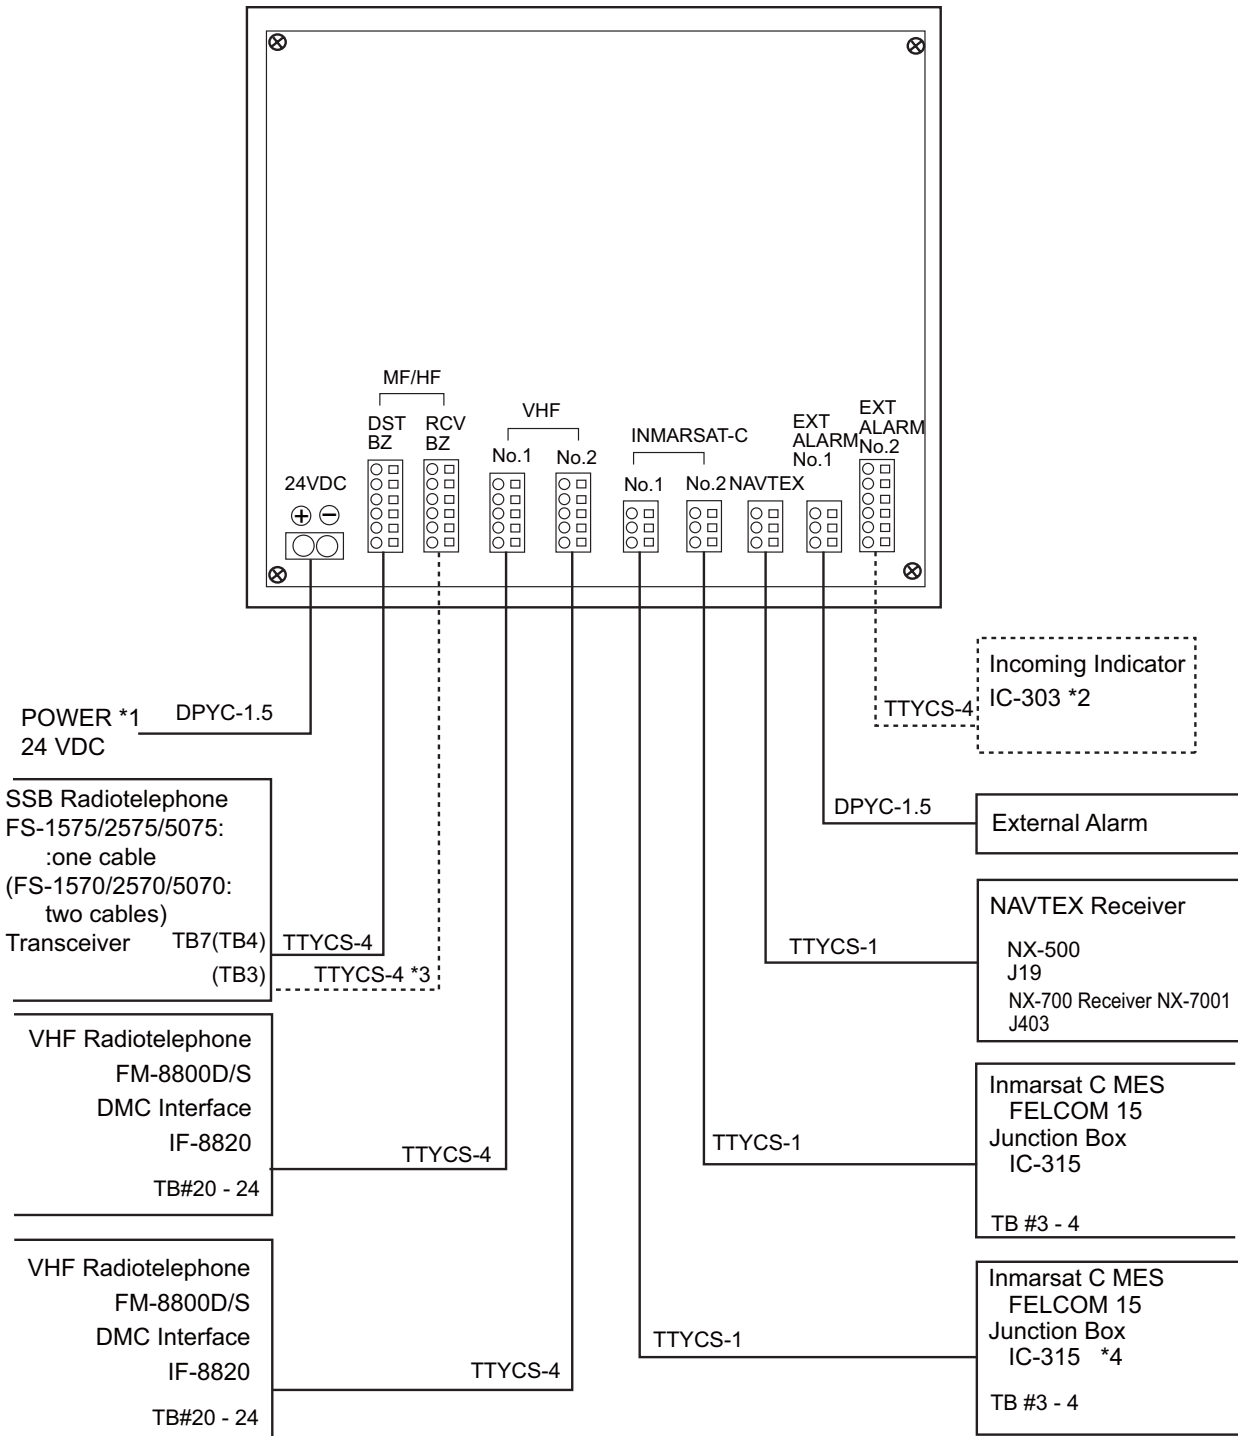 MF/HF
DST
BZ
RCV
BZ
VHF
No.1
No.2
INMARSAT-C
No.1
No.2
NAVTEX
EXT
ALARM
No.1
EXT
ALARM
No.2
24VDC
+ −
POWER *1
24 VDC
DPYC-1.5
TTYCS-4
Incoming Indicator
IC-303 *2
SSB Radiotelephone
FS-1575/2575/5075:
:one cable
(FS-1570/2570/5070:
two cables)
Transceiver TB7(TB4)
(TB3)
TTYCS-4
TTYCS-4 *3
DPYC-1.5
External Alarm
TTYCS-1
NAVTEX Receiver
NX-500
J19
NX-700 Receiver NX-7001
J403
VHF Radiotelephone
FM-8800D/S
DMC Interface
IF-8820
TB#20 - 24
TTYCS-4
TTYCS-1
Inmarsat C MES
FELCOM 15
Junction Box
IC-315
TB #3 - 4
VHF Radiotelephone
FM-8800D/S
DMC Interface
IF-8820
TB#20 - 24
TTYCS-4
TTYCS-1
Inmarsat C MES
FELCOM 15
Junction Box
IC-315 *4
TB #3 - 4